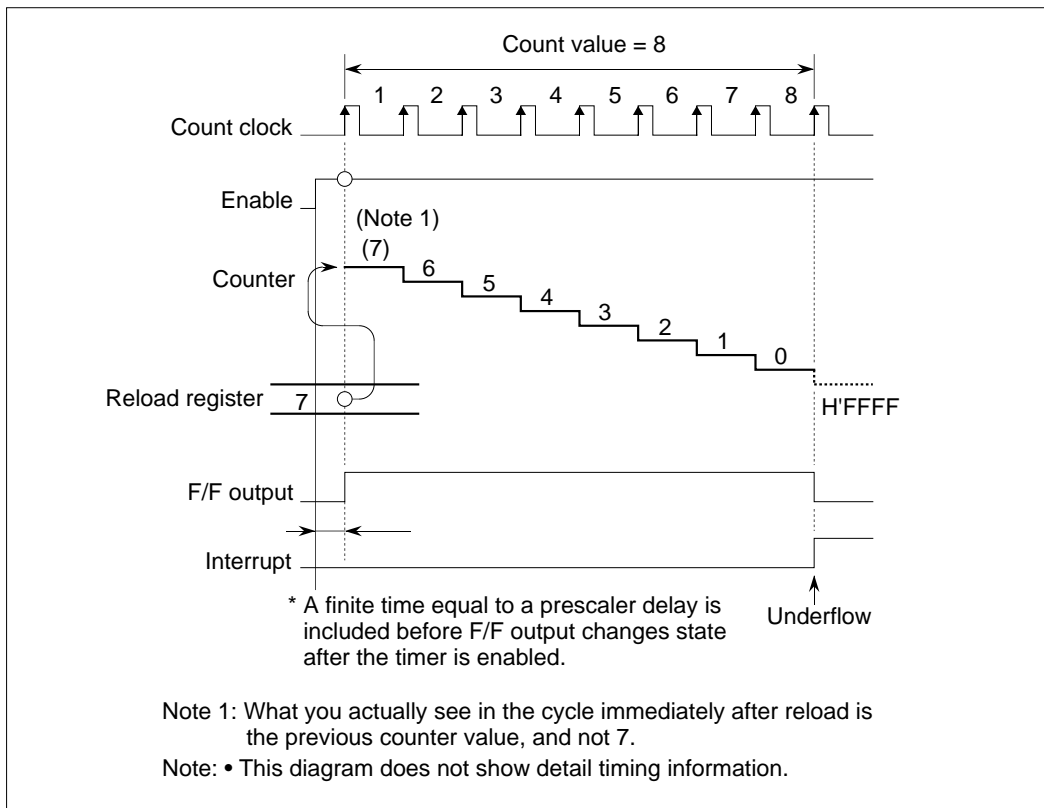 Count value = 8
1 2 3 4 5 6 7 8
Count clock
Enable
(Note 1)
(7)
6
5
4
3
2
1
0
Counter
Reload register
7
H'FFFF
F/F output
Interrupt
* A finite time equal to a prescaler delay is
included before F/F output changes state
after the timer is enabled.
Underflow
Note 1: What you actually see in the cycle immediately after reload is
the previous counter value, and not 7.
Note: • This diagram does not show detail timing information.